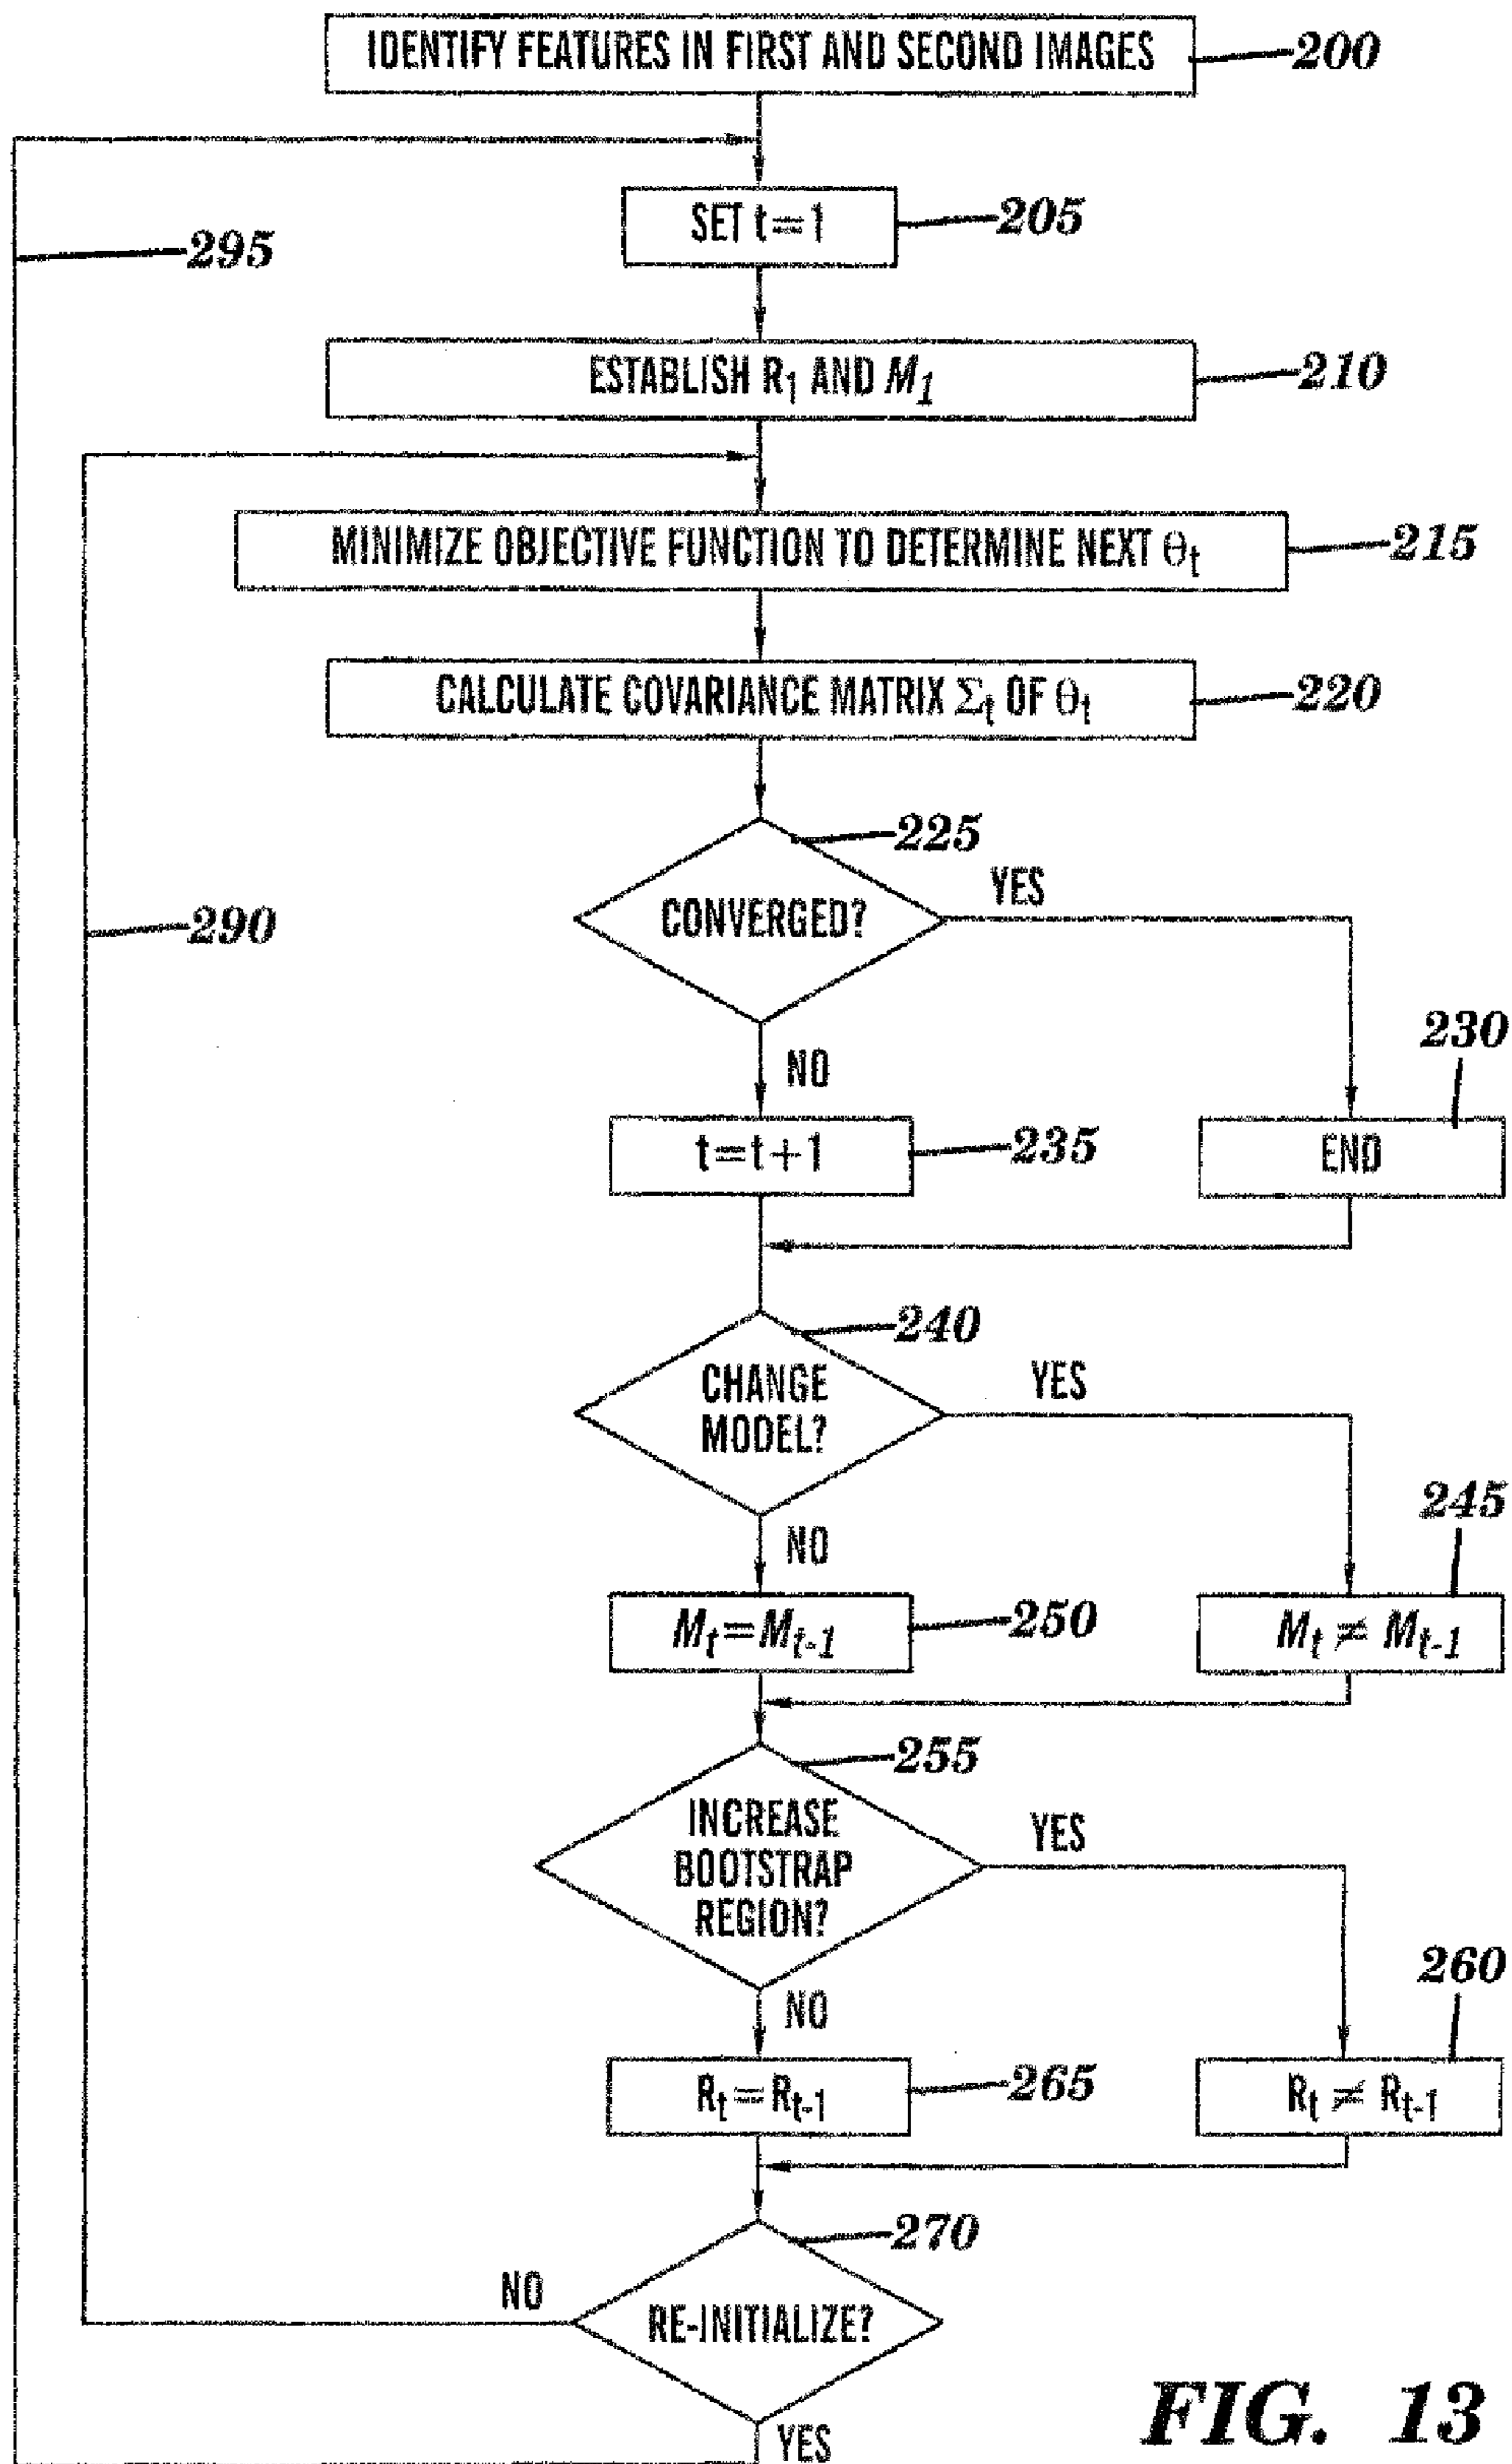 IDENTIFY FEATURES IN FIRST AND SECOND IMAGES
200
SET t=1
205
295
ESTABLISH R₁ AND M₁
210
MINIMIZE OBJECTIVE FUNCTION TO DETERMINE NEXT θₜ
215
CALCULATE COVARIANCE MATRIX Σₜ OF θₜ
220
225
CONVERGED?
YES
290
NO
230
t=t+1
235
END
240
CHANGE
MODEL?
YES
NO
245
Mₜ=Mₜ₋₁
250
Mₜ≠Mₜ₋₁
255
INCREASE
BOOTSTRAP
REGION?
YES
NO
260
Rₜ=Rₜ₋₁
265
Rₜ≠Rₜ₋₁
270
NO
RE-INITIALIZE?
YES
FIG. 13